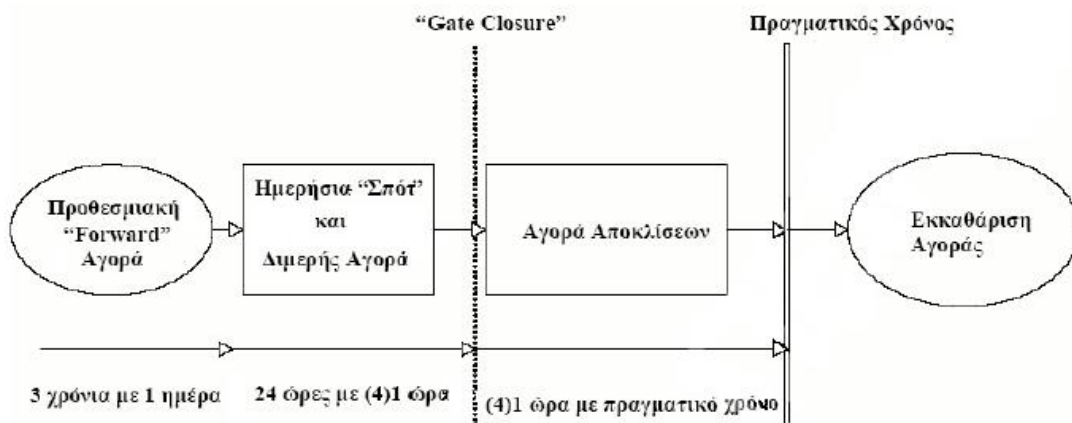 “Gate Closure”
Πραγματικός Χρόνος
Προθεσμιακή
“Forward”
Αγορά
Ημερήσια “Σπότ”
και
Διμερής Αγορά
Αγορά Αποκλίσεων
Εκκαθάριση
Αγοράς
3 χρόνια με 1 ημέρα
24 ώρες με (4)1 ώρα
(4)1 ώρα με πραγματικό χρόνο